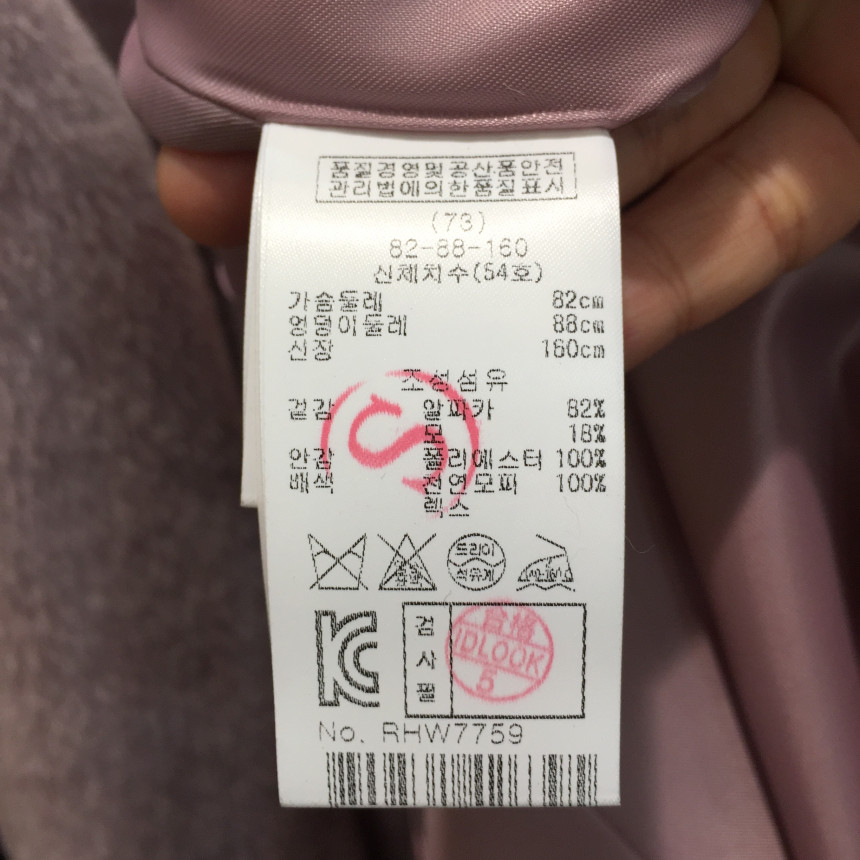 품질경영및공산품안전
관리법에의한품질표시
(73)
82-88-160
신체치수(54호)
가슴둘레 82cm
엉덩이둘레 88cm
신장 160cm
조성섬유
겉감 알파카 82%
모 18%
안감 폴리에스터 100%
배색 천연모피 100%
렉스
S
드라이
석유계
KC
검사필
合格
IDLOOK
5
No. RHW7759